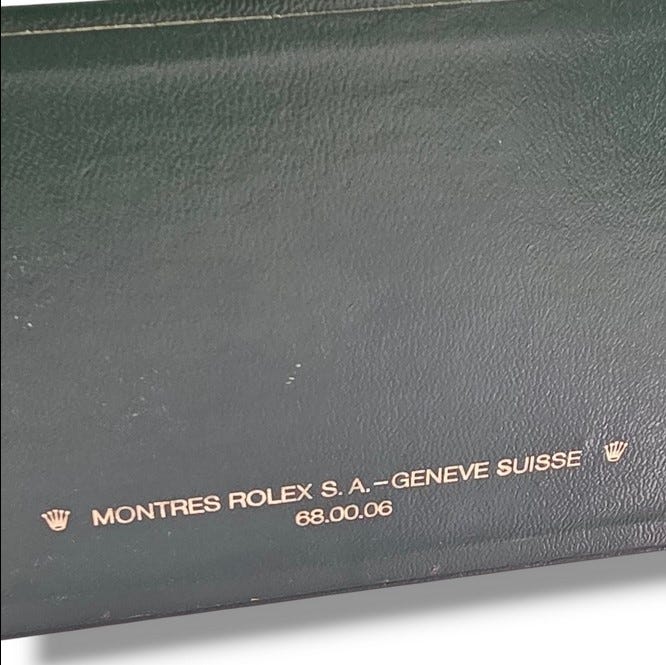 MONTRES ROLEX S. A.-GENEVE SUISSE
68.00.06